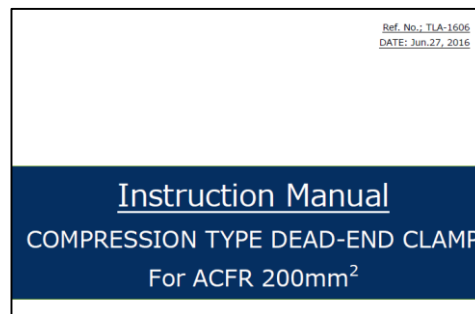 Ref. No.; TLA-1606
DATE: Jun.27, 2016
Instruction Manual
COMPRESSION TYPE DEAD-END CLAMP
For ACFR 200mm²